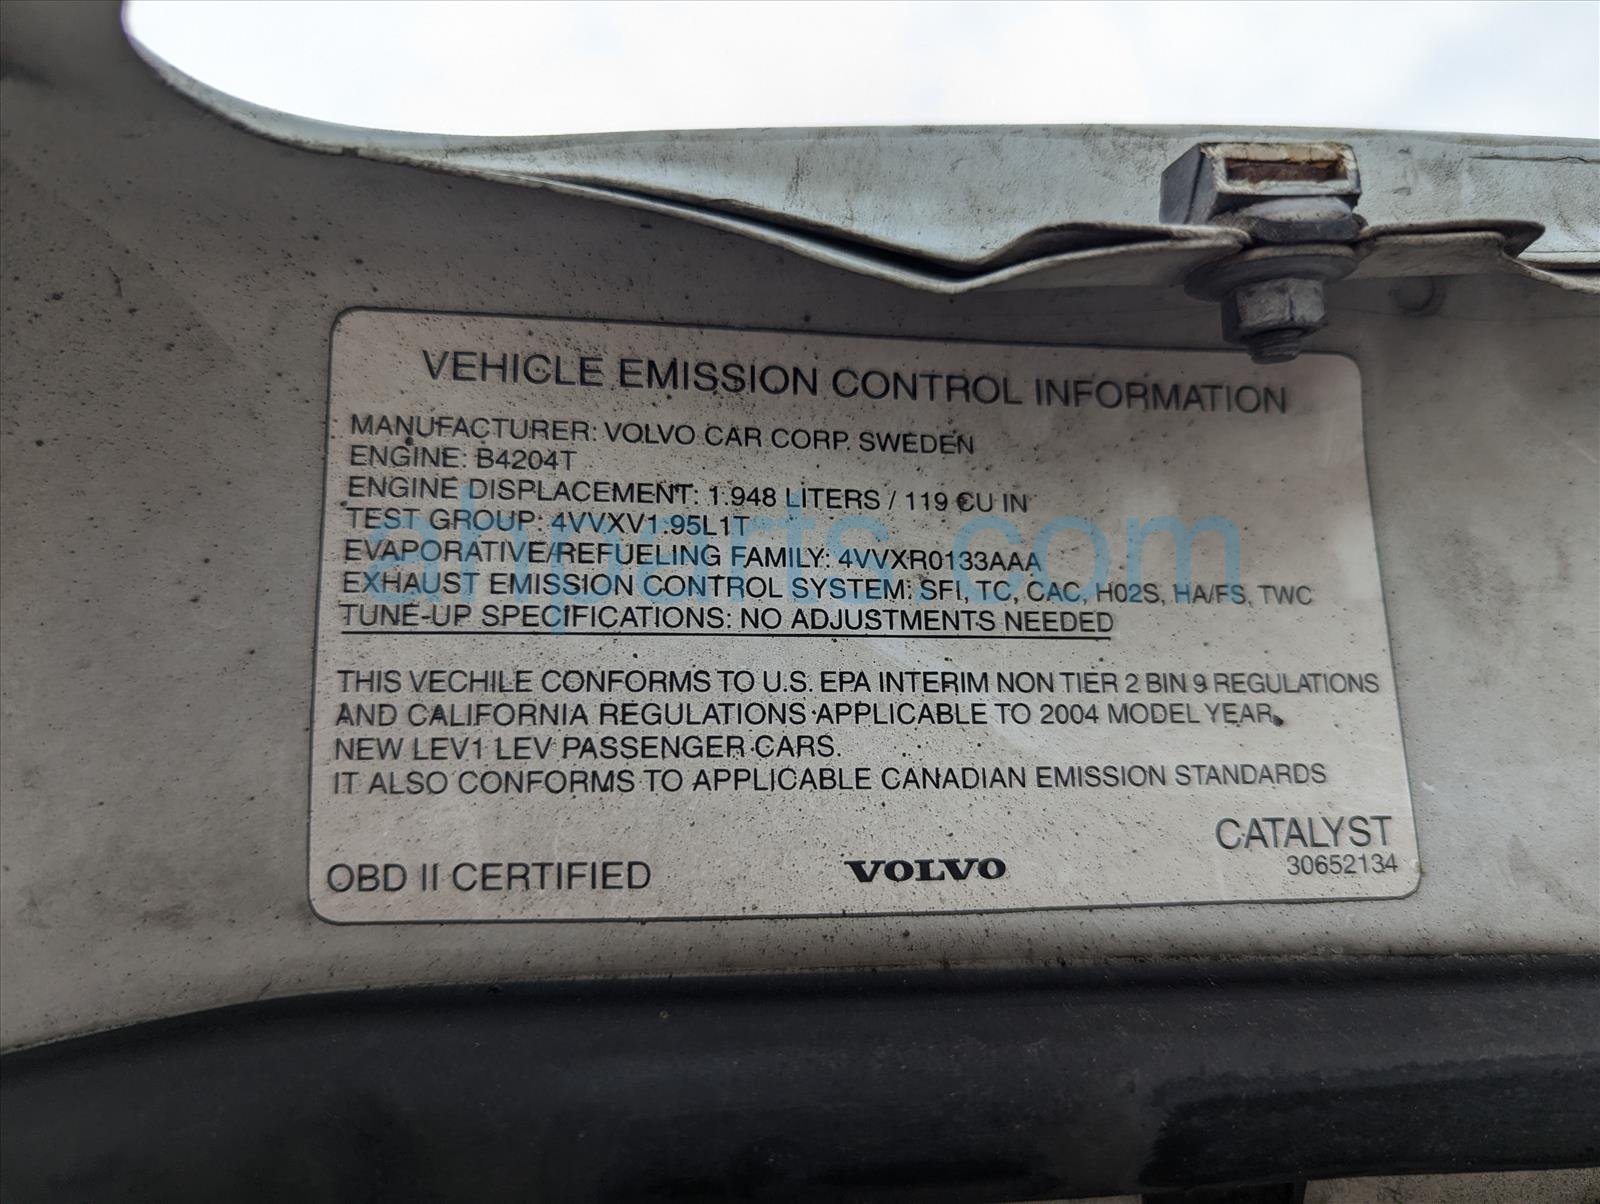 VEHICLE EMISSION CONTROL INFORMATION
MANUFACTURER: VOLVO CAR CORP. SWEDEN
ENGINE: B4204T
ENGINE DISPLACEMENT: 1.948 LITERS / 119 CU IN
TEST GROUP: 4VVXV1.95L1T
EVAPORATIVE/REFUELING FAMILY: 4VVXR0133AAA
EXHAUST EMISSION CONTROL SYSTEM: SFI, TC, CAC, H02S, HA/FS, TWC
TUNE-UP SPECIFICATIONS: NO ADJUSTMENTS NEEDED
ahparts.com
THIS VECHILE CONFORMS TO U.S. EPA INTERIM NON TIER 2 BIN 9 REGULATIONS
AND CALIFORNIA REGULATIONS APPLICABLE TO 2004 MODEL YEAR,
NEW LEV1 LEV PASSENGER CARS.
IT ALSO CONFORMS TO APPLICABLE CANADIAN EMISSION STANDARDS
CATALYST
OBD II CERTIFIED VOLVO 30652134